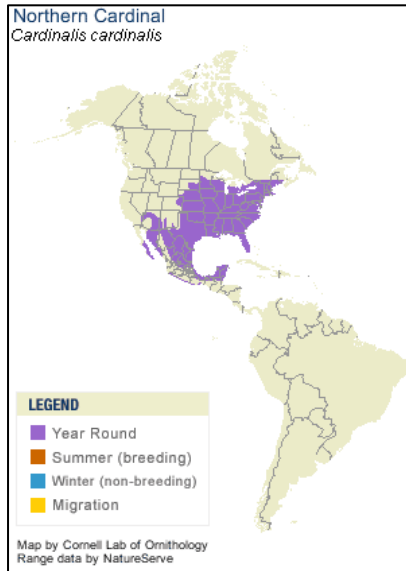 Northern Cardinal
Cardinalis cardinalis
LEGEND
Year Round
Summer (breeding)
Winter (non-breeding)
Migration
Map by Cornell Lab of Ornithology
Range data by NatureServe